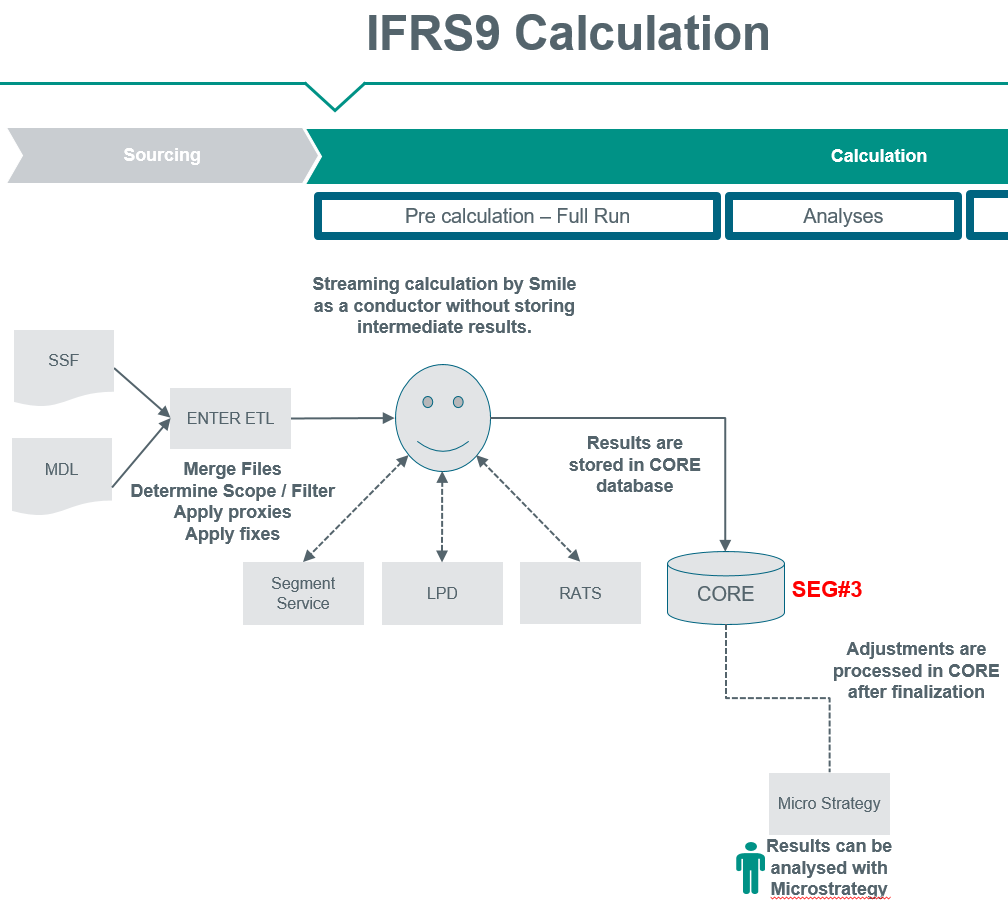 IFRS9 Calculation
Sourcing
Calculation
Pre calculation – Full Run
Analyses
Streaming calculation by Smile
as a conductor without storing
intermediate results.
SSF
MDL
ENTER ETL
Merge Files
Determine Scope / Filter
Apply proxies
Apply fixes
Results are
stored in CORE
database
Segment
Service
LPD
RATS
CORE
SEG#3
Adjustments are
processed in CORE
after finalization
Micro Strategy
Results can be
analysed with
Microstrategy